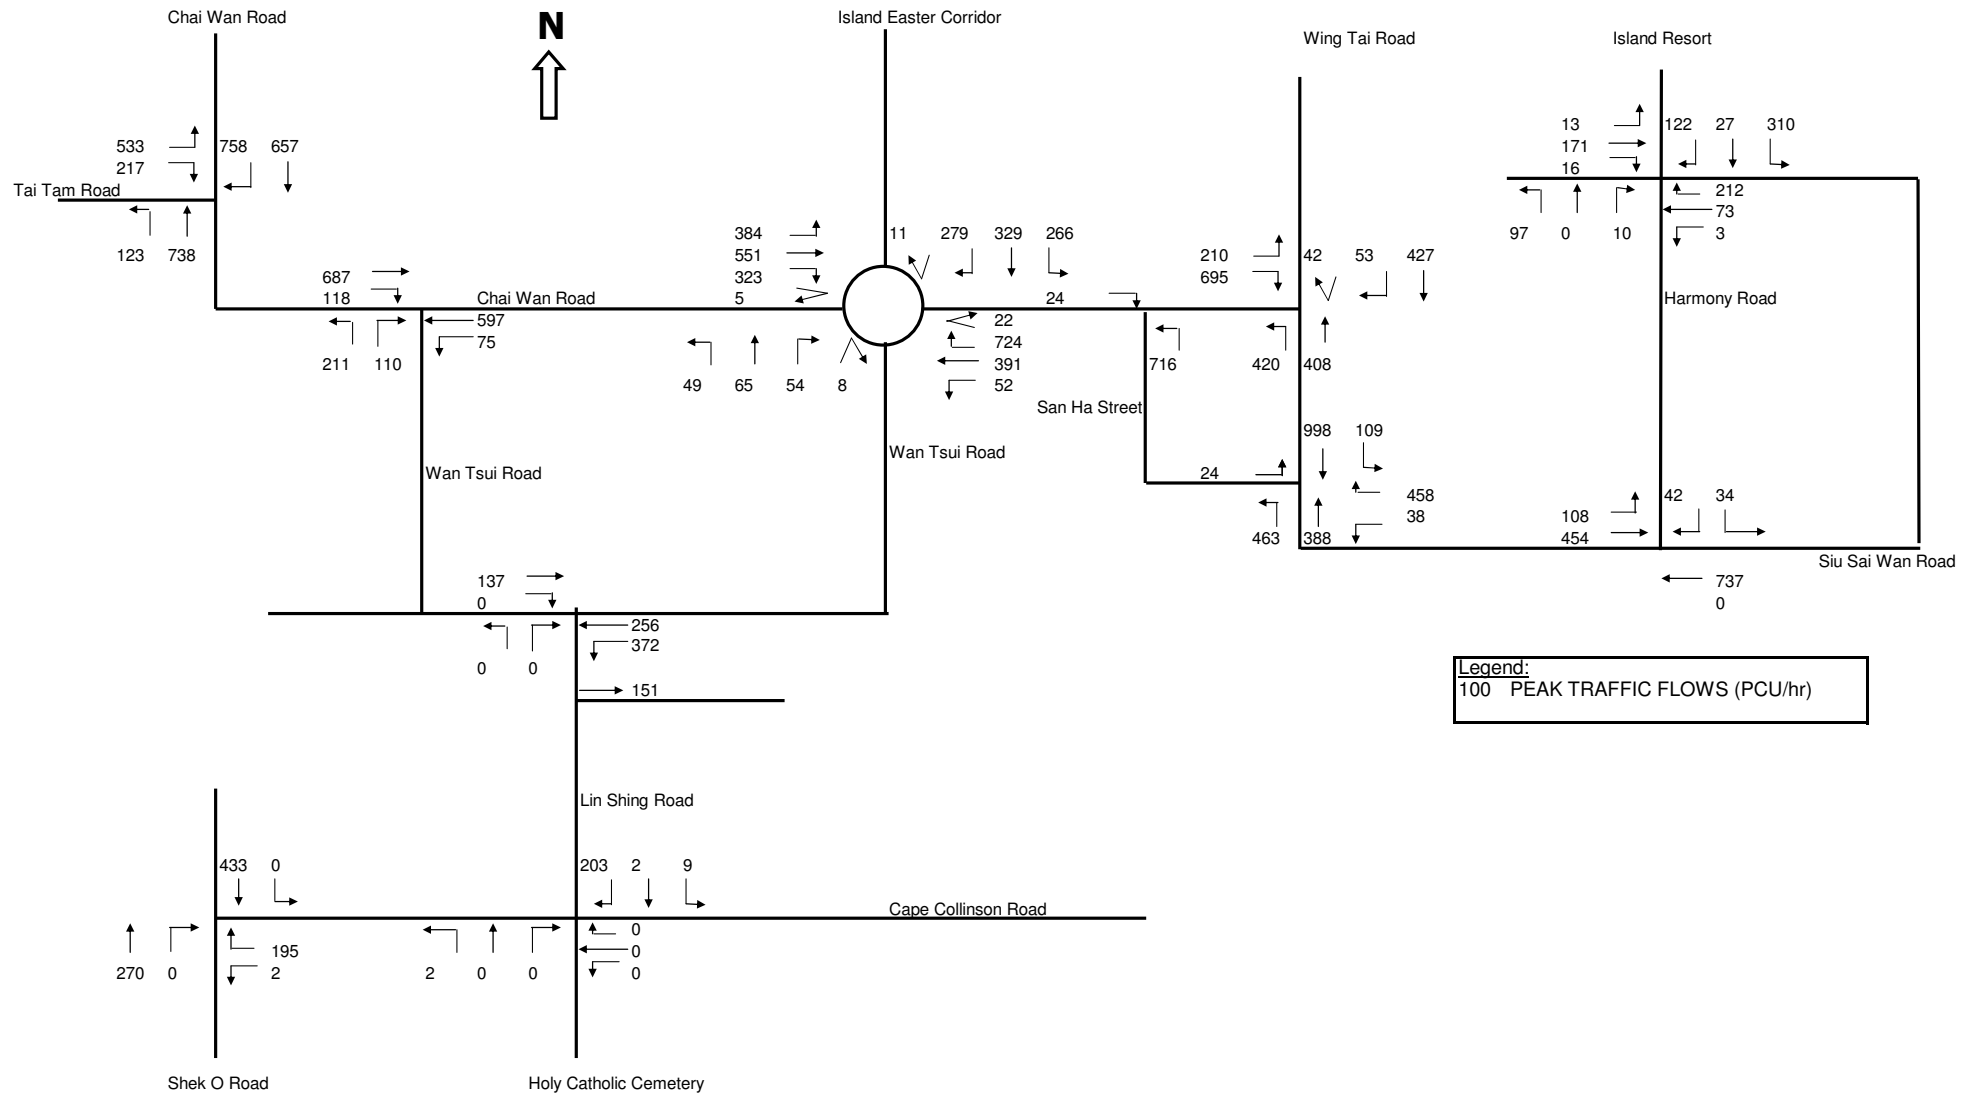 Chai Wan Road
N
Island Easter Corridor
Wing Tai Road
Island Resort
533
217
758 657
Tai Tam Road
123 738
687
118
Chai Wan Road
597
75
211 110
384
551
323
5
11 279 329 266
49 65 54 8
22
724
391
52
24
716
San Ha Street
210
695
42 53 427
420 408
13
171
16
122 27 310
212
73
3
97 0 10
Harmony Road
Wan Tsui Road
Wan Tsui Road
998 109
24
458
38
463 388
42 34
108
454
Siu Sai Wan Road
737
0
137
0
256
372
0 0
151
Legend:
100 PEAK TRAFFIC FLOWS (PCU/hr)
Lin Shing Road
433 0
203 2 9
Cape Collinson Road
195
2
270 0
0
0
0
2 0 0
Shek O Road
Holy Catholic Cemetery